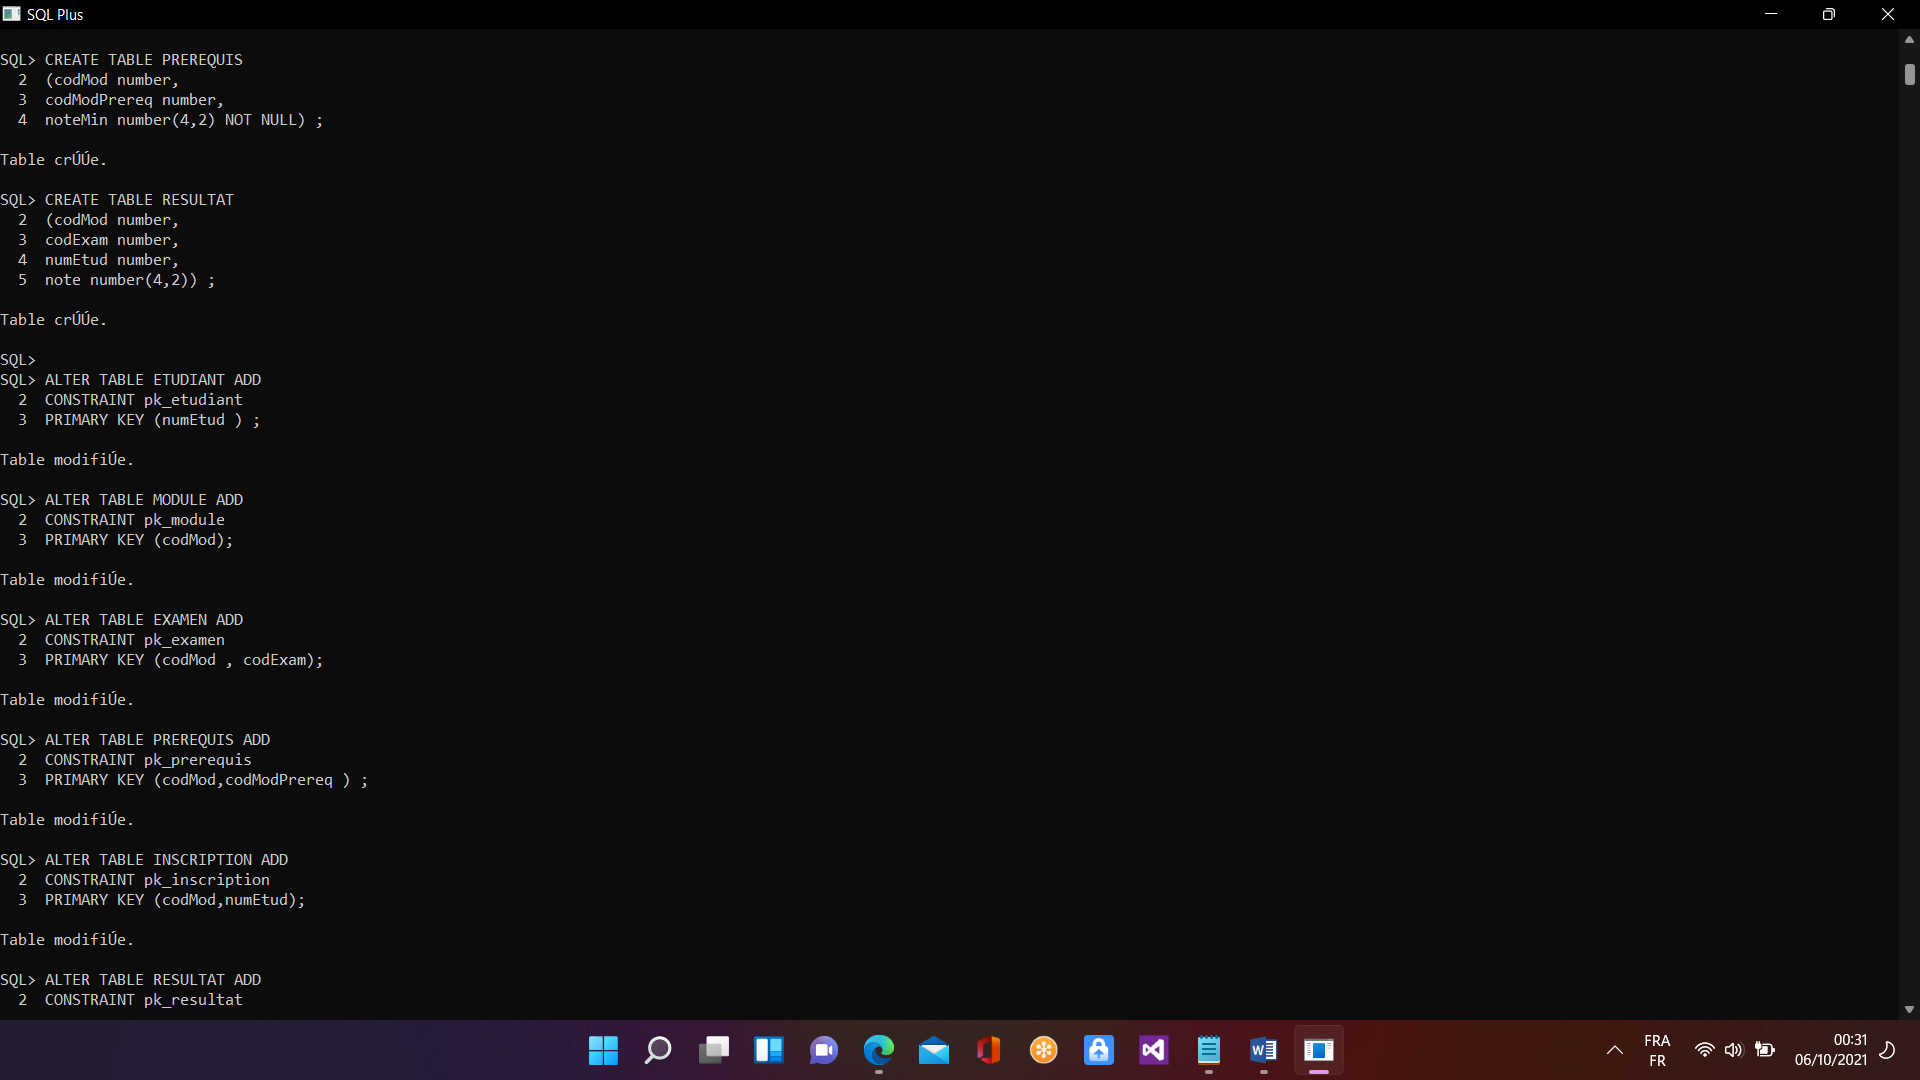 SQL Plus
SQL> CREATE TABLE PREREQUIS
  2  (codMod number,
  3  codModPrereq number,
  4  noteMin number(4,2) NOT NULL) ;
Table crÚÚe.
SQL> CREATE TABLE RESULTAT
  2  (codMod number,
  3  codExam number,
  4  numEtud number,
  5  note number(4,2)) ;
Table crÚÚe.
SQL>
SQL> ALTER TABLE ETUDIANT ADD
  2  CONSTRAINT pk_etudiant
  3  PRIMARY KEY (numEtud ) ;
Table modifiÚe.
SQL> ALTER TABLE MODULE ADD
  2  CONSTRAINT pk_module
  3  PRIMARY KEY (codMod);
Table modifiÚe.
SQL> ALTER TABLE EXAMEN ADD
  2  CONSTRAINT pk_examen
  3  PRIMARY KEY (codMod , codExam);
Table modifiÚe.
SQL> ALTER TABLE PREREQUIS ADD
  2  CONSTRAINT pk_prerequis
  3  PRIMARY KEY (codMod,codModPrereq ) ;
Table modifiÚe.
SQL> ALTER TABLE INSCRIPTION ADD
  2  CONSTRAINT pk_inscription
  3  PRIMARY KEY (codMod,numEtud);
Table modifiÚe.
SQL> ALTER TABLE RESULTAT ADD
  2  CONSTRAINT pk_resultat
FRA
FR
00:31
06/10/2021